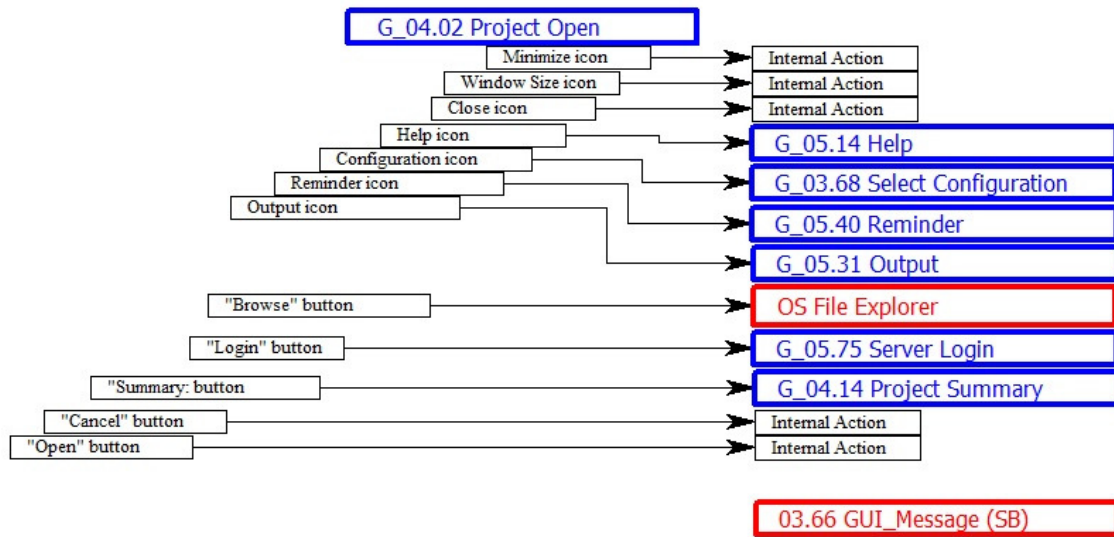 G_04.02 Project Open
Minimize icon Internal Action
Window Size icon Internal Action
Close icon Internal Action
Help icon G_05.14 Help
Configuration icon G_03.68 Select Configuration
Reminder icon G_05.40 Reminder
Output icon G_05.31 Output
"Browse" button OS File Explorer
"Login" button G_05.75 Server Login
"Summary: button G_04.14 Project Summary
"Cancel" button Internal Action
"Open" button Internal Action
03.66 GUI_Message (SB)